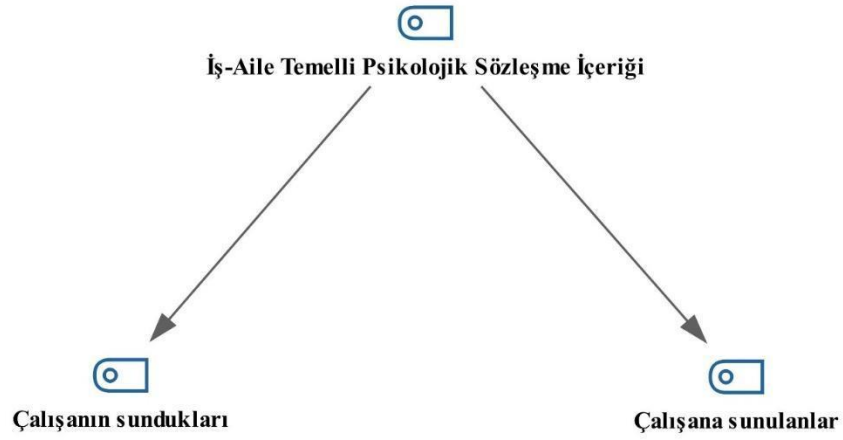 İş-Aile Temelli Psikolojik Sözleşme İçeriği
Çalışanın sundukları
Çalışana sunulanlar